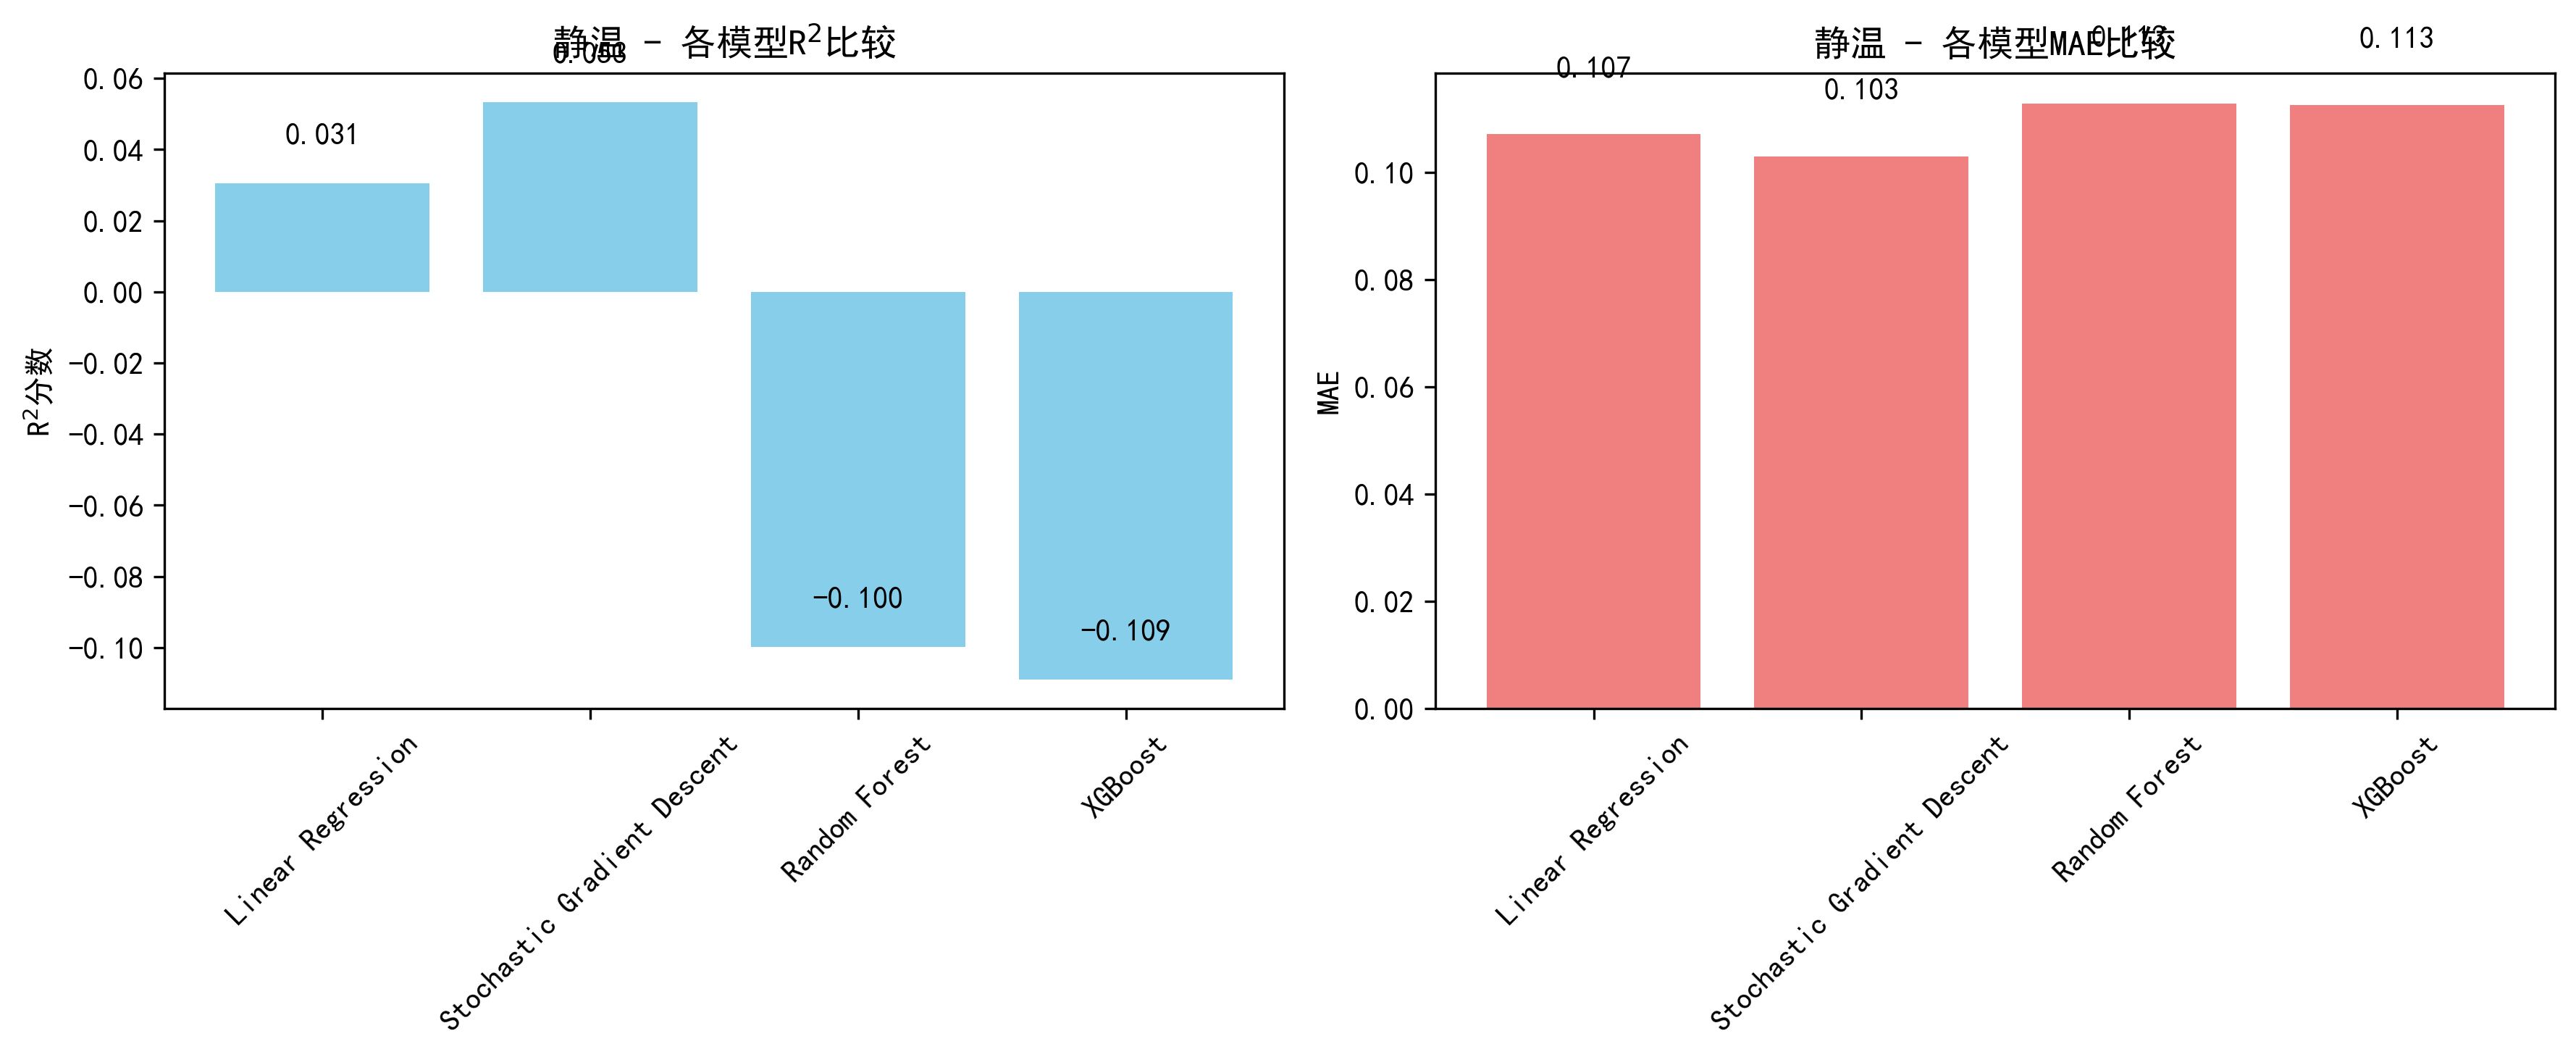 静温 - 各模型R²比较
0.053
0.06
0.04
0.02
0.00
-0.02
-0.04
-0.06
-0.08
-0.10
R²分数
0.031
-0.100
-0.109
Linear Regression
Stochastic Gradient Descent
Random Forest
XGBoost
静温 - 各模型MAE比较
0.107
0.103
0.113
0.113
0.10
0.08
0.06
0.04
0.02
0.00
MAE
Linear Regression
Stochastic Gradient Descent
Random Forest
XGBoost